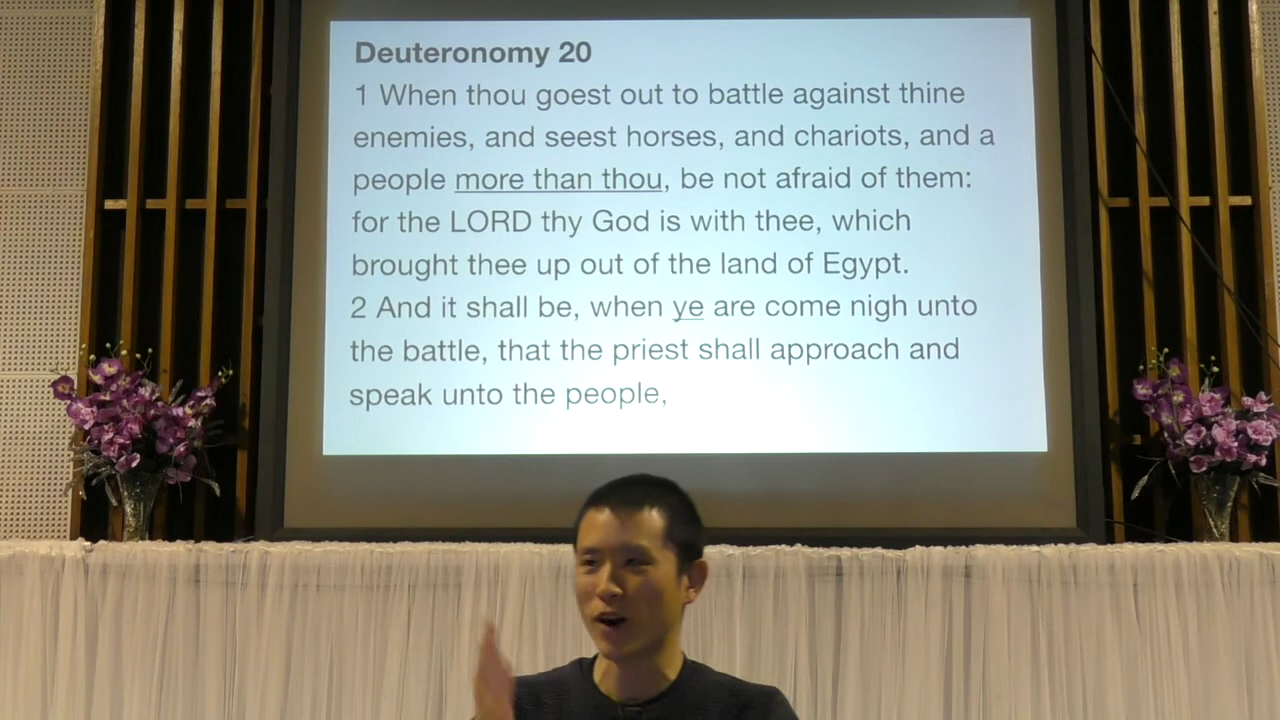 Deuteronomy 20
1 When thou goest out to battle against thine
enemies, and seest horses, and chariots, and a
people more than thou, be not afraid of them:
for the LORD thy God is with thee, which
brought thee up out of the land of Egypt.
2 And it shall be, when ye are come nigh unto
the battle, that the priest shall approach and
speak unto the people,